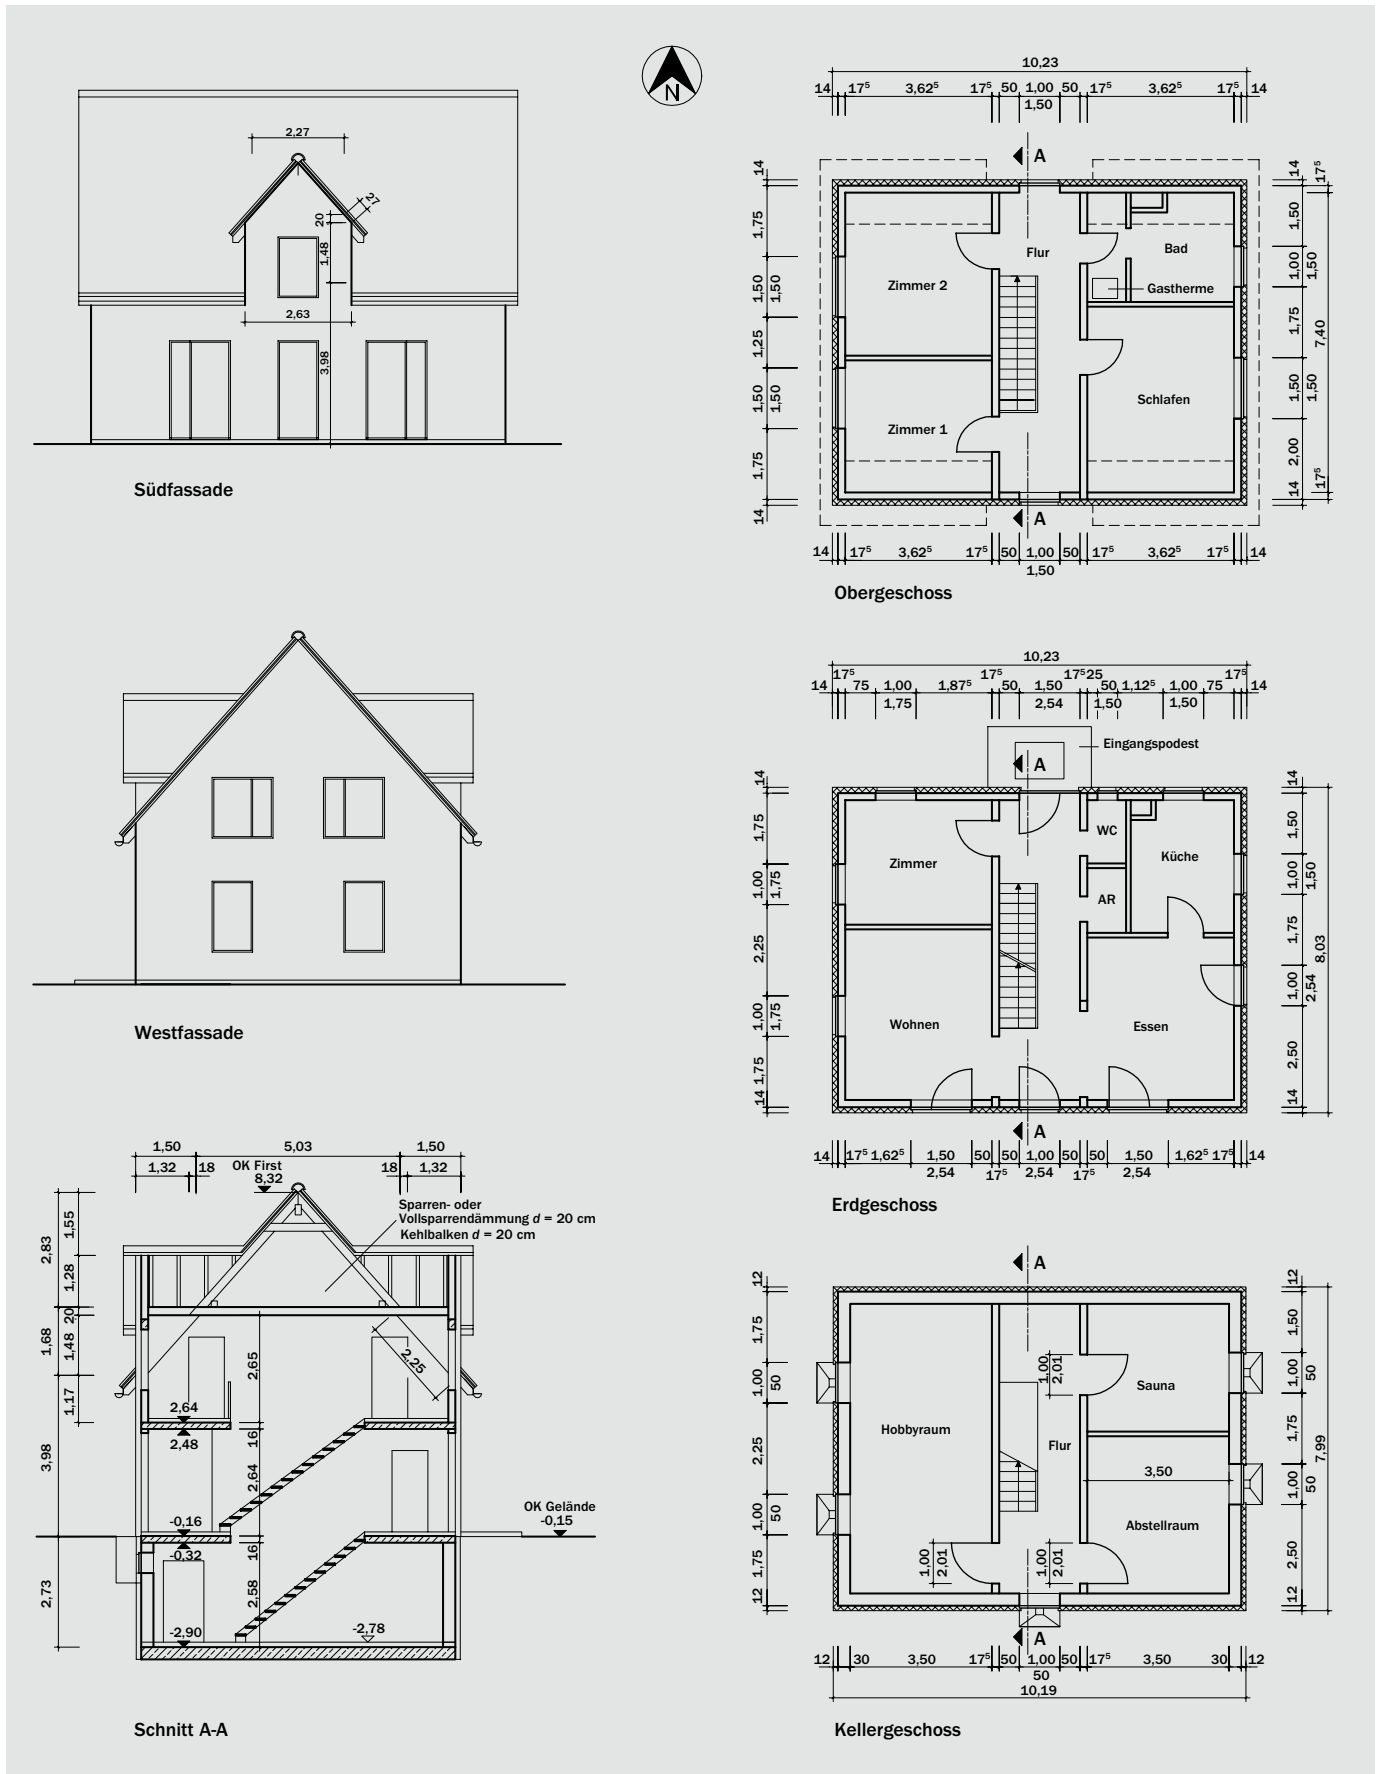 N
2,27
27
20
1,48
2,63
3,98
Südfassade
10,23
14 17⁵ 3,62⁵ 17⁵ 50 1,00 50 17⁵ 3,62⁵ 17⁵ 14
1,50
A
14
1,75
1,50
1,50
1,25
1,50
1,50
1,75
14
Zimmer 2
Flur
Bad
Gastherme
Zimmer 1
Schlafen
14
17⁵
1,50
1,00
1,50
1,75
7,40
1,50
1,50
2,00
14
17⁵
A
14 17⁵ 3,62⁵ 17⁵ 50 1,00 50 17⁵ 3,62⁵ 17⁵ 14
1,50
Obergeschoss
Westfassade
10,23
17⁵ 17⁵ 17⁵ 25 17⁵
14 75 1,00 1,87⁵ 50 1,50 50 1,12⁵ 1,00 75 14
1,75 2,54 1,50 1,50
Eingangspodest
A
14
1,75
1,00
1,75
2,25
1,00
1,75
1,75
14
Zimmer
WC
Küche
AR
Wohnen
Essen
14
1,50
1,00
1,50
1,75
8,03
1,00
2,54
2,50
14
A
14 17⁵ 1,62⁵ 1,50 50 50 1,00 50 50 1,50 1,62⁵ 17⁵ 14
2,54 17⁵ 2,54 17⁵ 2,54
Erdgeschoss
1,50 5,03 1,50
1,32 18 18 1,32
OK First
8,32
Sparren- oder
Vollsparrendämmung d = 20 cm
Kehlbalken d = 20 cm
2,83
1,55
1,28
20
1,68
1,48
1,17
2,65
2,25
2,64
2,48
16
3,98
2,64
-0,16
-0,32
16
OK Gelände
-0,15
2,73
2,58
-2,90
-2,78
Schnitt A-A
A
12
1,75
1,00
50
2,25
1,00
50
1,75
12
1,00
2,01
Sauna
Hobbyraum
Flur
3,50
Abstellraum
1,00
2,01
1,00
2,01
12
1,50
1,00
50
1,75
7,99
1,00
50
2,50
12
A
12 30 3,50 17⁵ 50 1,00 50 17⁵ 3,50 30 12
50
10,19
Kellergeschoss